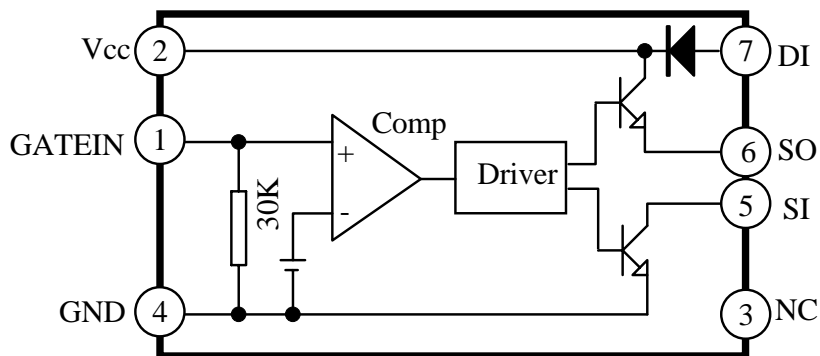 Vcc 2 7 DI
GATEIN 1 Comp
+ 6 SO
30K - Driver 5 SI
GND 4 3 NC